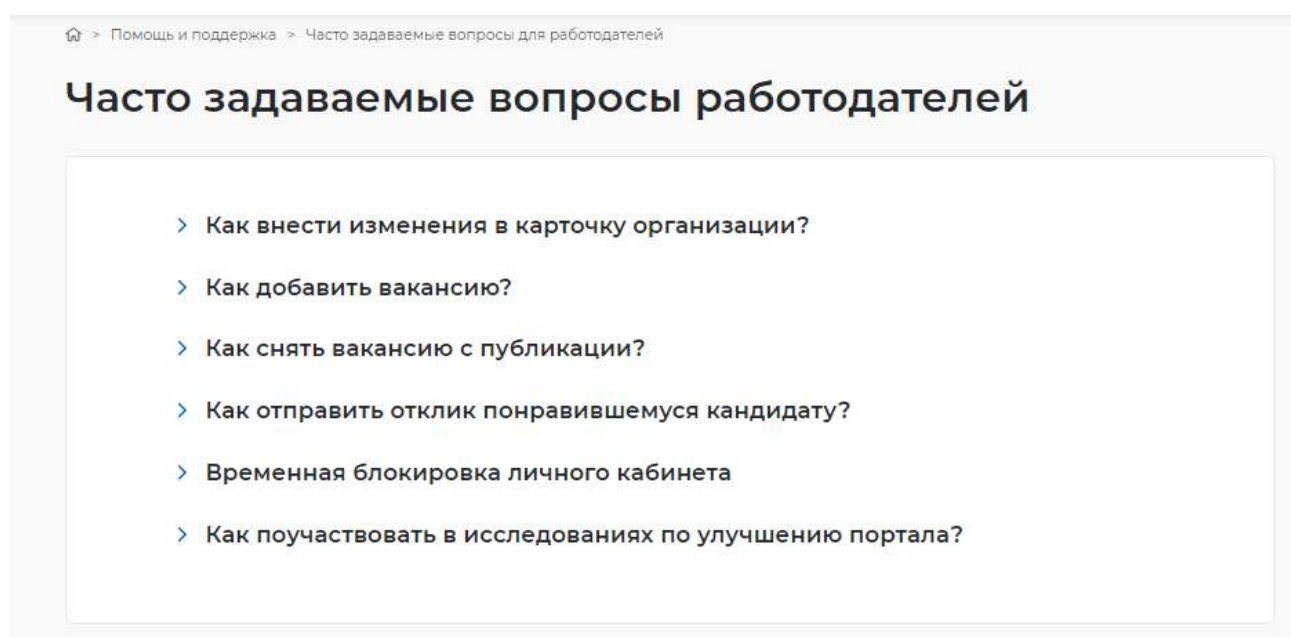 > Помощь и поддержка > Часто задаваемые вопросы для работодателей
Часто задаваемые вопросы работодателей
Как внести изменения в карточку организации?
Как добавить вакансию?
Как снять вакансию с публикации?
Как отправить отклик понравившемуся кандидату?
Временная блокировка личного кабинета
Как поучаствовать в исследованиях по улучшению портала?